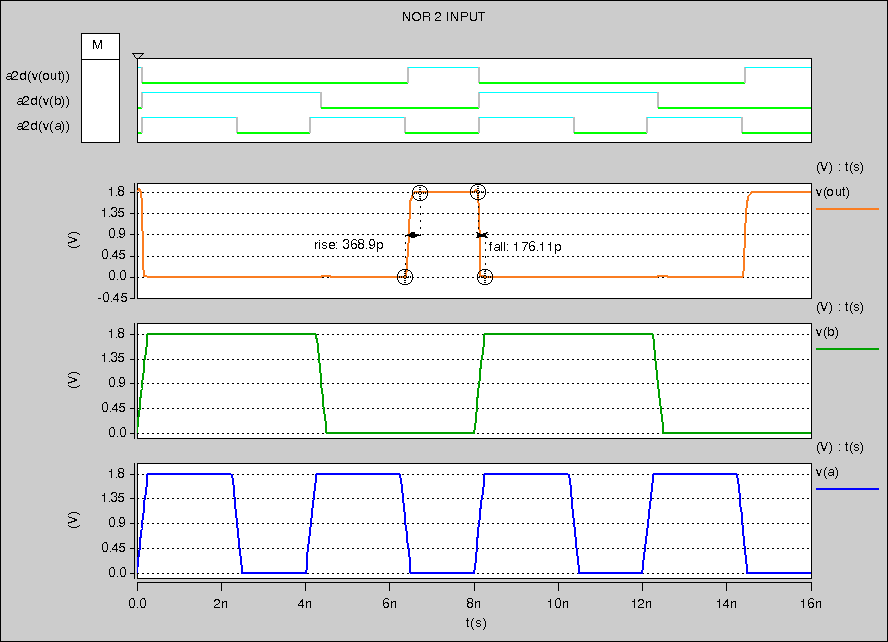 NOR 2 INPUT
M
a2d(v(out))
a2d(v(b))
a2d(v(a))
(V) : t(s)
v(out)
1.8
1.35
0.9
0.45
0.0
-0.45
(V)
rise: 368.9p
fall: 176.11p
(V) : t(s)
v(b)
1.8
1.35
0.9
0.45
0.0
(V)
(V) : t(s)
v(a)
1.8
1.35
0.9
0.45
0.0
(V)
0.0 2n 4n 6n 8n 10n 12n 14n 16n
t(s)